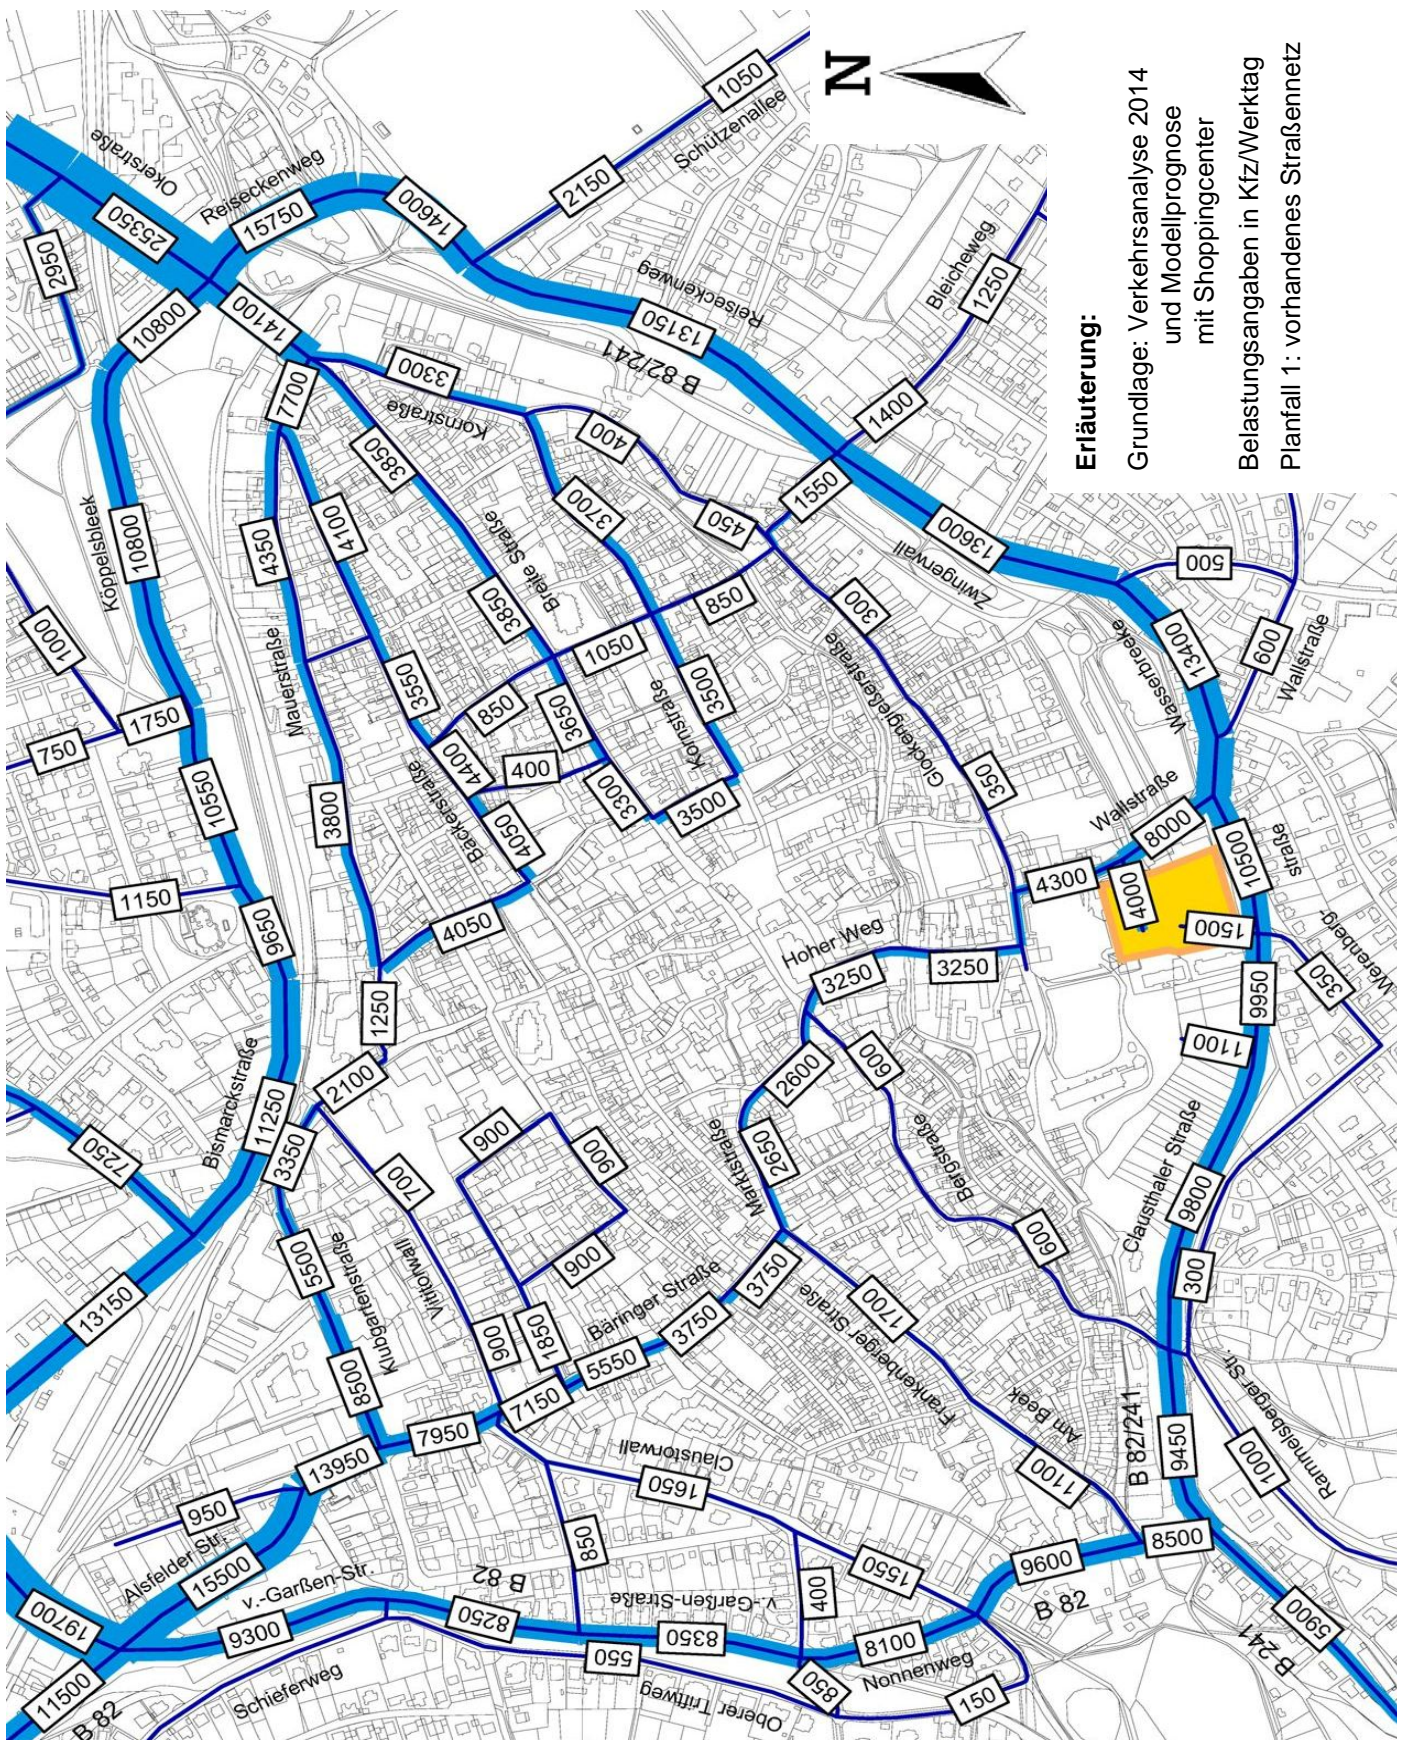 N
Erläuterung:
Grundlage: Verkehrsanalyse 2014
und Modellprognose
mit Shoppingcenter
Belastungsangaben in Kfz/Werktag
Planfall 1: vorhandenes Straßennetz
Okerstraße
2950
25350
Reiseckenweg
15750
14600
2150
1050
Schützenallee
10800
14100
7700
3300
Kornstraße
Reiseckenweg
13150
B 82/241
Bleicheweg
1250
1400
1550
Köppelsbleek
10800
4350
4100
3850
400
3700
450
13600
Zwingerwall
1000
750
1750
Mauerstraße
3550
Breite Straße
3850
1050
850
300
500
600
Wallstraße
13400
Wasserbreeke
10550
3800
Bäckerstraße
4400
850
400
3650
3300
Kornstraße
3500
3500
4050
4050
Glockengießerstraße
350
Wallstraße
8000
4300
4000
10500
straße
1500
1150
9650
1250
2100
Hoher Weg
3250
3250
9950
350
Werenberg-
1100
Bismarckstraße
11250
3350
7250
13150
700
Vititorwall
900
900
900
900
1850
2600
2650
Marktstraße
600
Bergstraße
600
Clausthaler Straße
9800
300
5500
Klubgartenstraße
8500
Bäringer Straße
5550
3750
3750
Frankenberger Straße
1700
Am Beek
1100
B 82/241
9450
1000
Rammelsberger Str.
13950
7950
7150
Claustorwall
1650
950
Alsfelder Str.
15500
v.-Garßen-Str.
9300
B 82
8250
850
v.-Garßen-Straße
8350
400
1550
9600
B 82
8500
5900
B 241
19700
11500
B 82
Schieferweg
550
Oberer Triftweg
850
8100
Nonnenweg
150